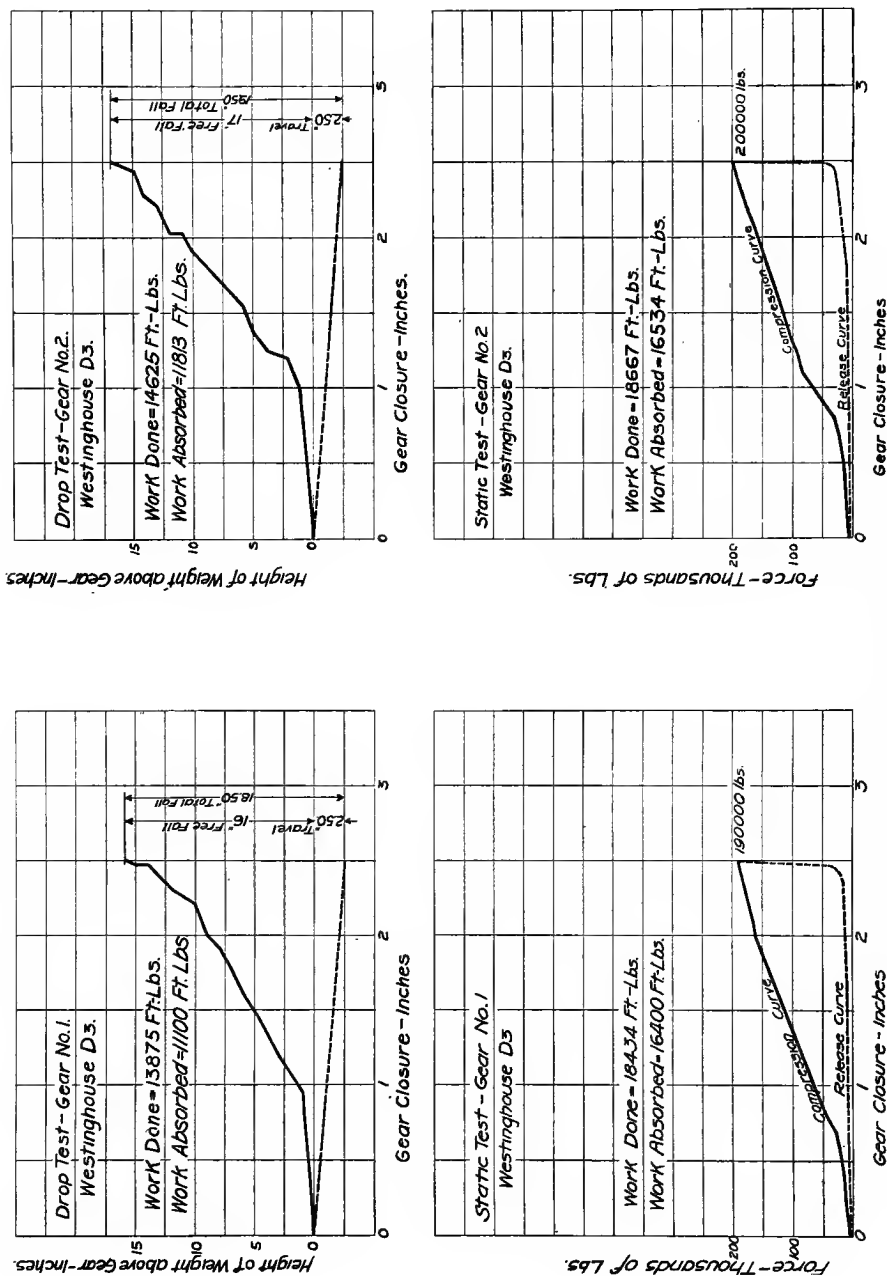 Drop Test-Gear No.1.
Westinghouse D3.
Work Done=13875 Ft-Lbs.
Work Absorbed=11100 Ft Lbs
Height of Weight above Gear-Inches.
15
10
5
0
2.50" Travel
16" Free Fall
18.50" Total Fall
0
1
2
3
Gear Closure-Inches
Drop Test-Gear No.2.
Westinghouse D3.
Work Done=14625 Ft-Lbs.
Work Absorbed=11813 Ft Lbs.
Height of Weight above Gear-Inches.
15
10
5
0
2.50" Travel
17" Free Fall
19.50" Total Fall
0
1
2
3
Gear Closure-Inches.
Static Test-Gear No.1
Westinghouse D3
Work Done=18434 Ft-Lbs.
Work Absorbed=16400 Ft-Lbs
Force-Thousands of Lbs.
200
100
190000 lbs.
Compression Curve
Release Curve
0
1
2
3
Gear Closure-Inches
Static Test-Gear No.2
Westinghouse D3.
Work Done=18667 Ft-Lbs.
Work Absorbed=16534 Ft-Lbs.
Force-Thousands of Lbs.
200
100
200000 lbs.
Compression Curve
Release Curve
0
1
2
3
Gear Closure-Inches